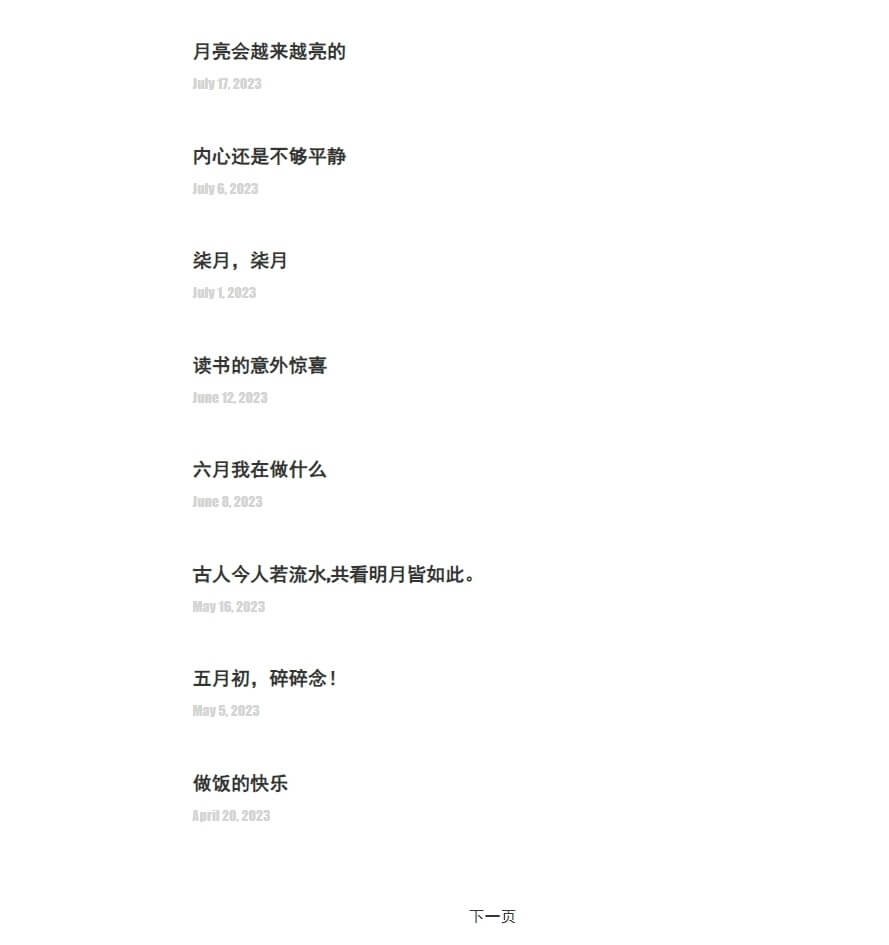 月亮会越来越亮的
July 17, 2023
内心还是不够平静
July 6, 2023
柒月，柒月
July 1, 2023
读书的意外惊喜
June 12, 2023
六月我在做什么
June 8, 2023
古人今人若流水,共看明月皆如此。
May 16, 2023
五月初，碎碎念！
May 5, 2023
做饭的快乐
April 20, 2023
下一页